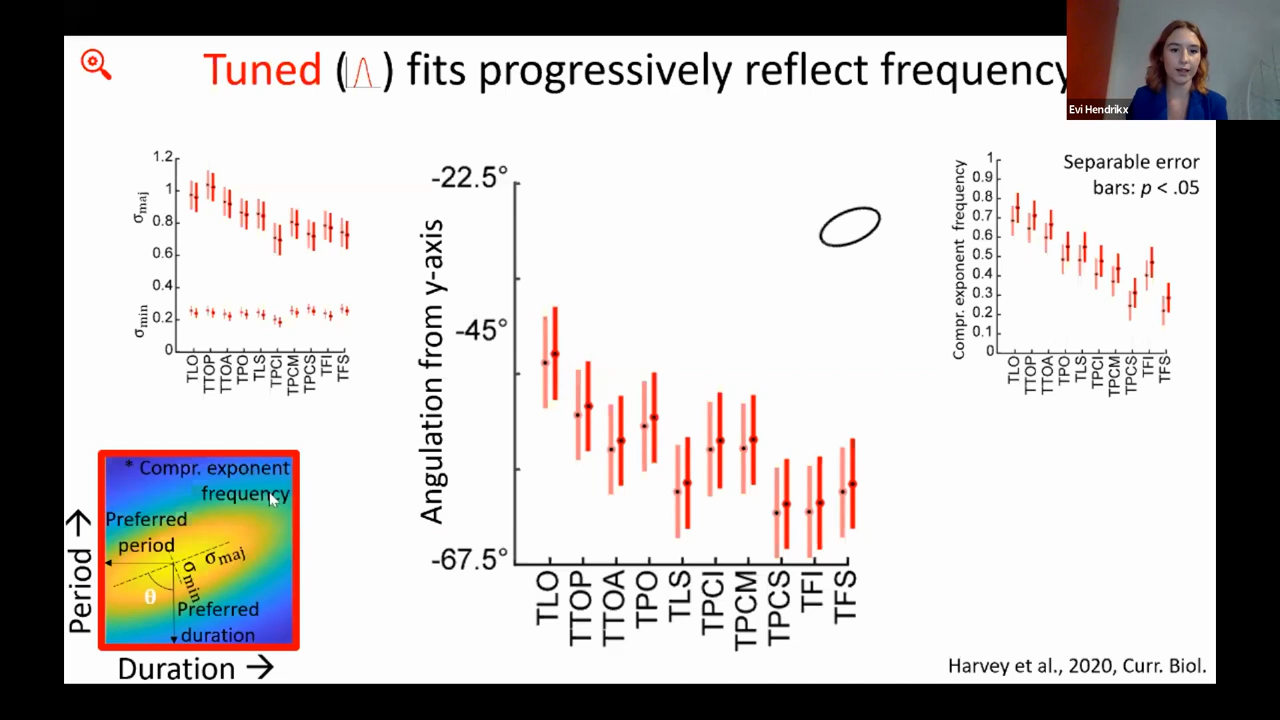 Tuned ( ) fits progressively reflect frequency
Evi Hendrikx
1.2
1
0.8
0.6
0.4
0.2
0
σmaj
σmin
TLO TTOP TTOA TPO TLS TPCI TPCM TPCS TFI TFS
-22.5°
-45°
-67.5°
Angulation from y-axis
TLO TTOP TTOA TPO TLS TPCI TPCM TPCS TFI TFS
Separable error
bars: p < .05
1
0.9
0.8
0.7
0.6
0.5
0.4
0.3
0.2
0.1
0
Compr. exponent frequency
TLO TTOP TTOA TPO TLS TPCI TPCM TPCS TFI TFS
* Compr. exponent
frequency
Preferred
period
σmaj
σmin
θ
Preferred
duration
Period →
Duration →
Harvey et al., 2020, Curr. Biol.